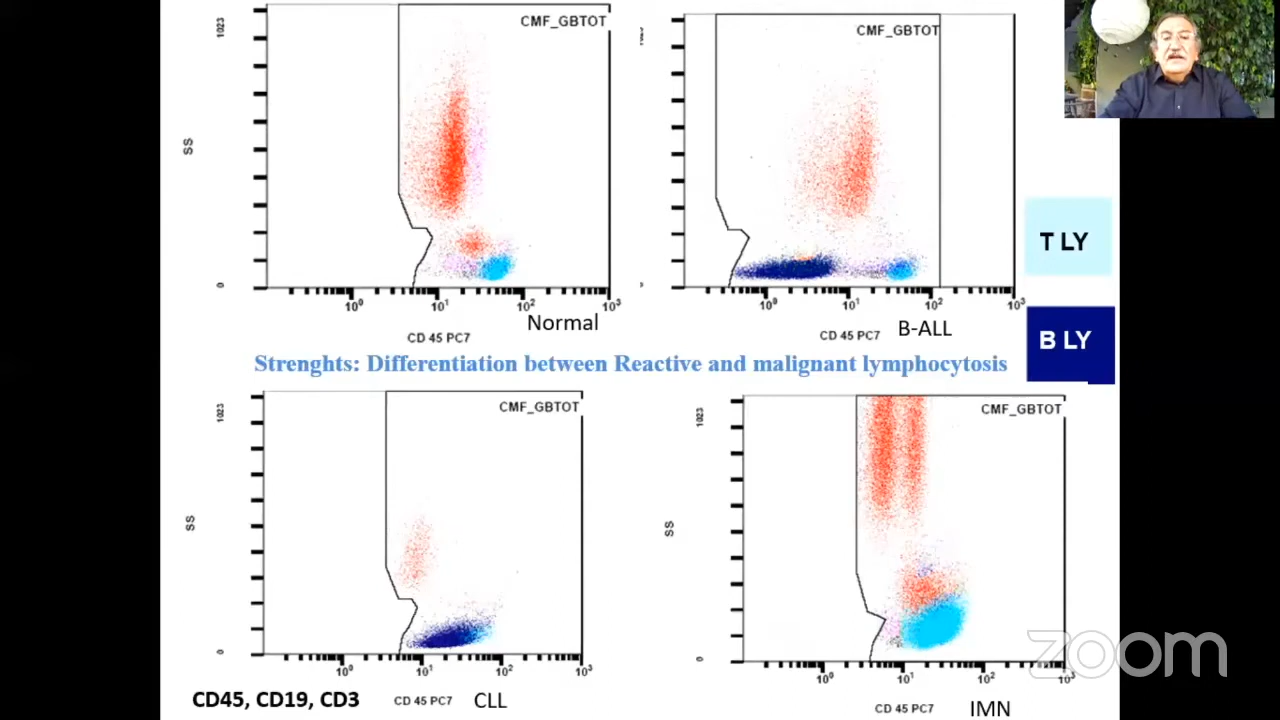 1023
CMF_GBTOT
SS
0
10⁰ 10¹ 10² 10³
CD 45 PC7
Normal
CMF_GBTOT
10⁰ 10¹ 10² 10³
CD 45 PC7
B-ALL
T LY
B LY
Strenghts: Differentiation between Reactive and malignant lymphocytosis
1023
CMF_GBTOT
SS
0
10⁰ 10¹ 10² 10³
CD45, CD19, CD3
CD 45 PC7
CLL
1023
CMF_GBTOT
SS
0
10⁰ 10¹ 10² 10³
CD 45 PC7
IMN
zoom